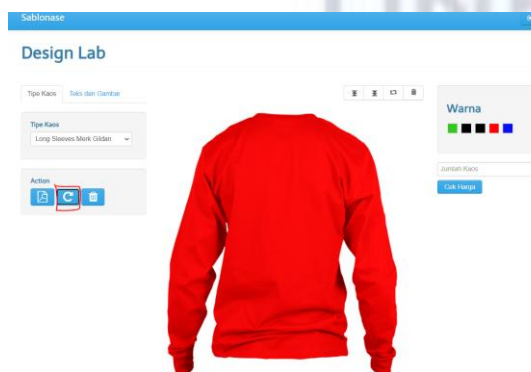 Sablonase
Design Lab
Tipe Kaos
Teks dan Gambar
Tipe Kaos
Long Sleeves Merk Gildan
Action
Warna
Jumlah Kaos
Cek Harga